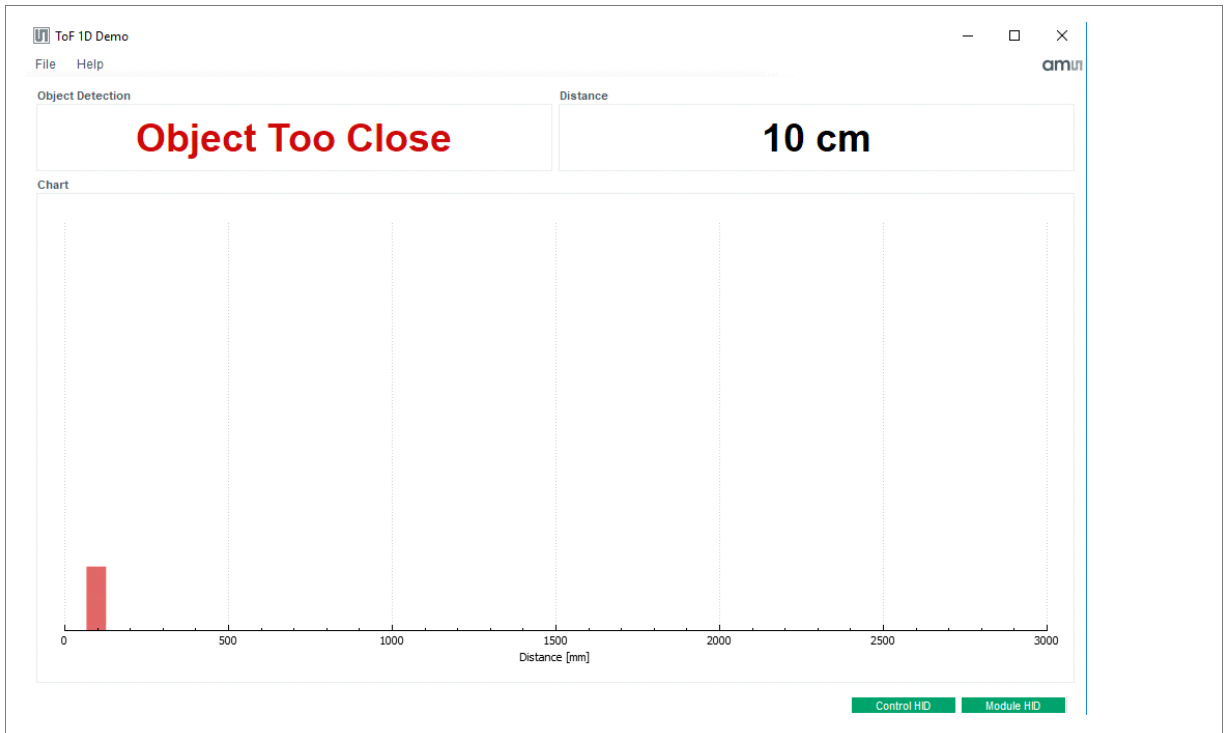 ToF 1D Demo
File Help
amu
Object Detection
Distance
Object Too Close
10 cm
Chart
0 500 1000 1500 2000 2500 3000
Distance [mm]
Control HID Module HID